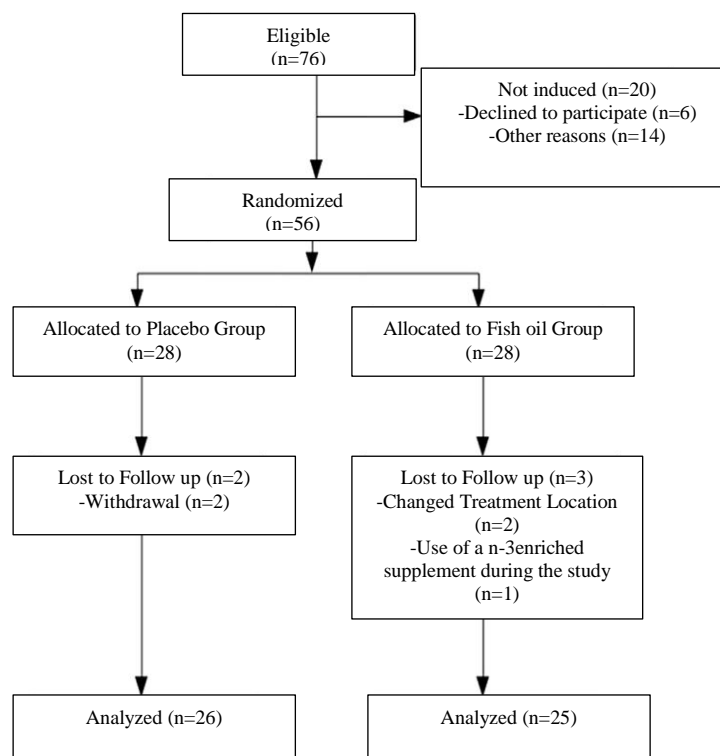 Eligible
(n=76)
Not induced (n=20)
-Declined to participate (n=6)
-Other reasons (n=14)
Randomized
(n=56)
Allocated to Placebo Group
(n=28)
Allocated to Fish oil Group
(n=28)
Lost to Follow up (n=2)
-Withdrawal (n=2)
Lost to Follow up (n=3)
-Changed Treatment Location
(n=2)
-Use of a n-3enriched
supplement during the study
(n=1)
Analyzed (n=26)
Analyzed (n=25)